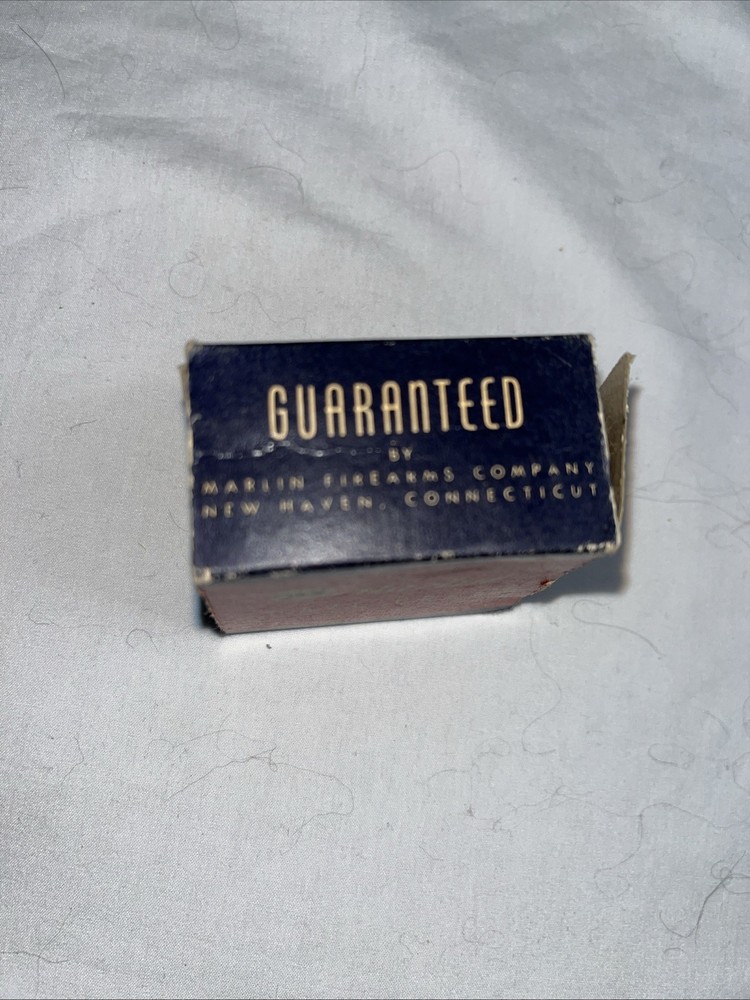 GUARANTEED
BY
MARLIN FIREARMS COMPANY
NEW HAVEN, CONNECTICUT